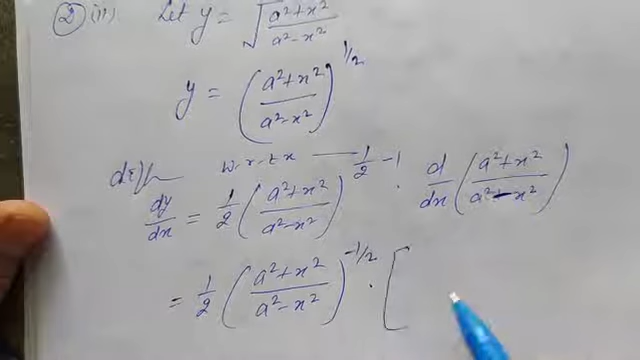 ② (ii) Let y = √(a²+x² / a²-x²)
y = (a²+x² / a²-x²)^1/2
w.r.t x
dy/dx = 1/2 (a²+x² / a²-x²)^(1/2 -1) · d/dx (a²+x² / a²-x²)
= 1/2 (a²+x² / a²-x²)^-1/2 · [